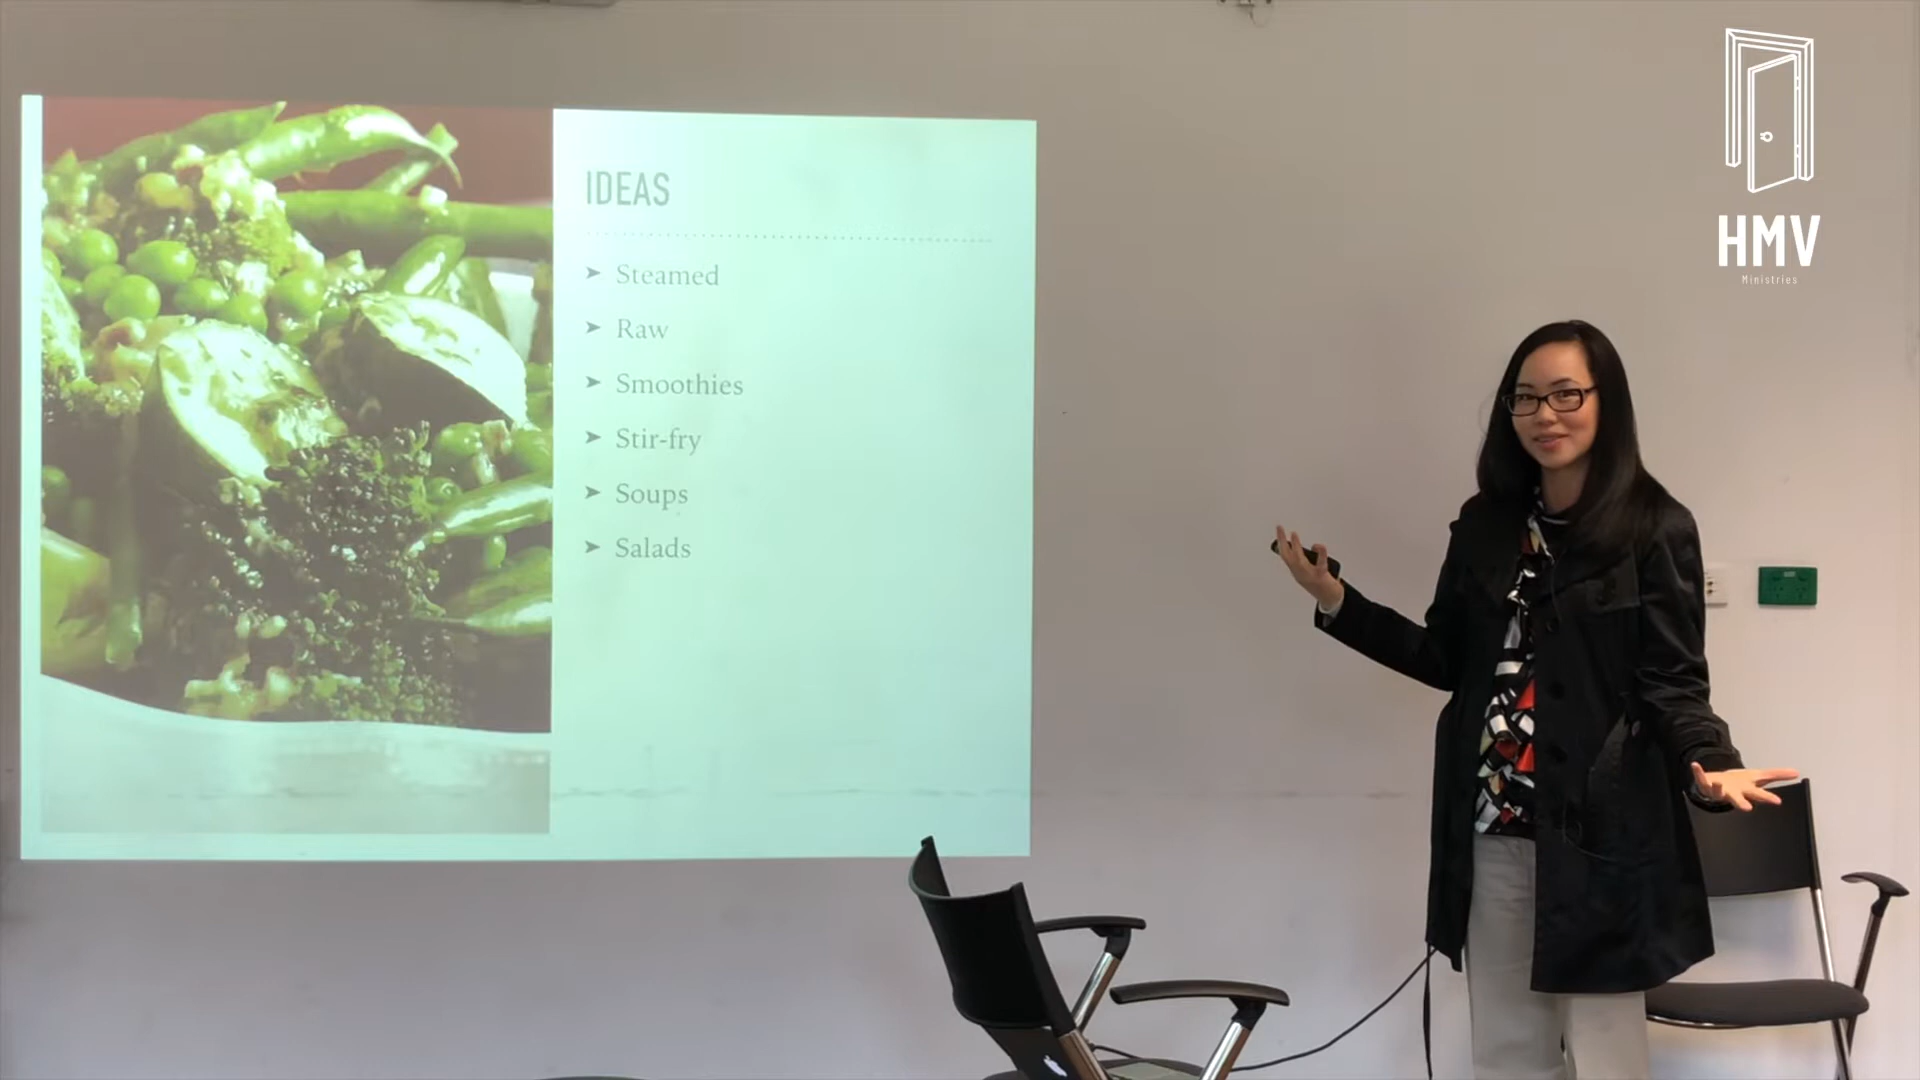 IDEAS
➤ Steamed
➤ Raw
➤ Smoothies
➤ Stir-fry
➤ Soups
➤ Salads
HMV
Ministries